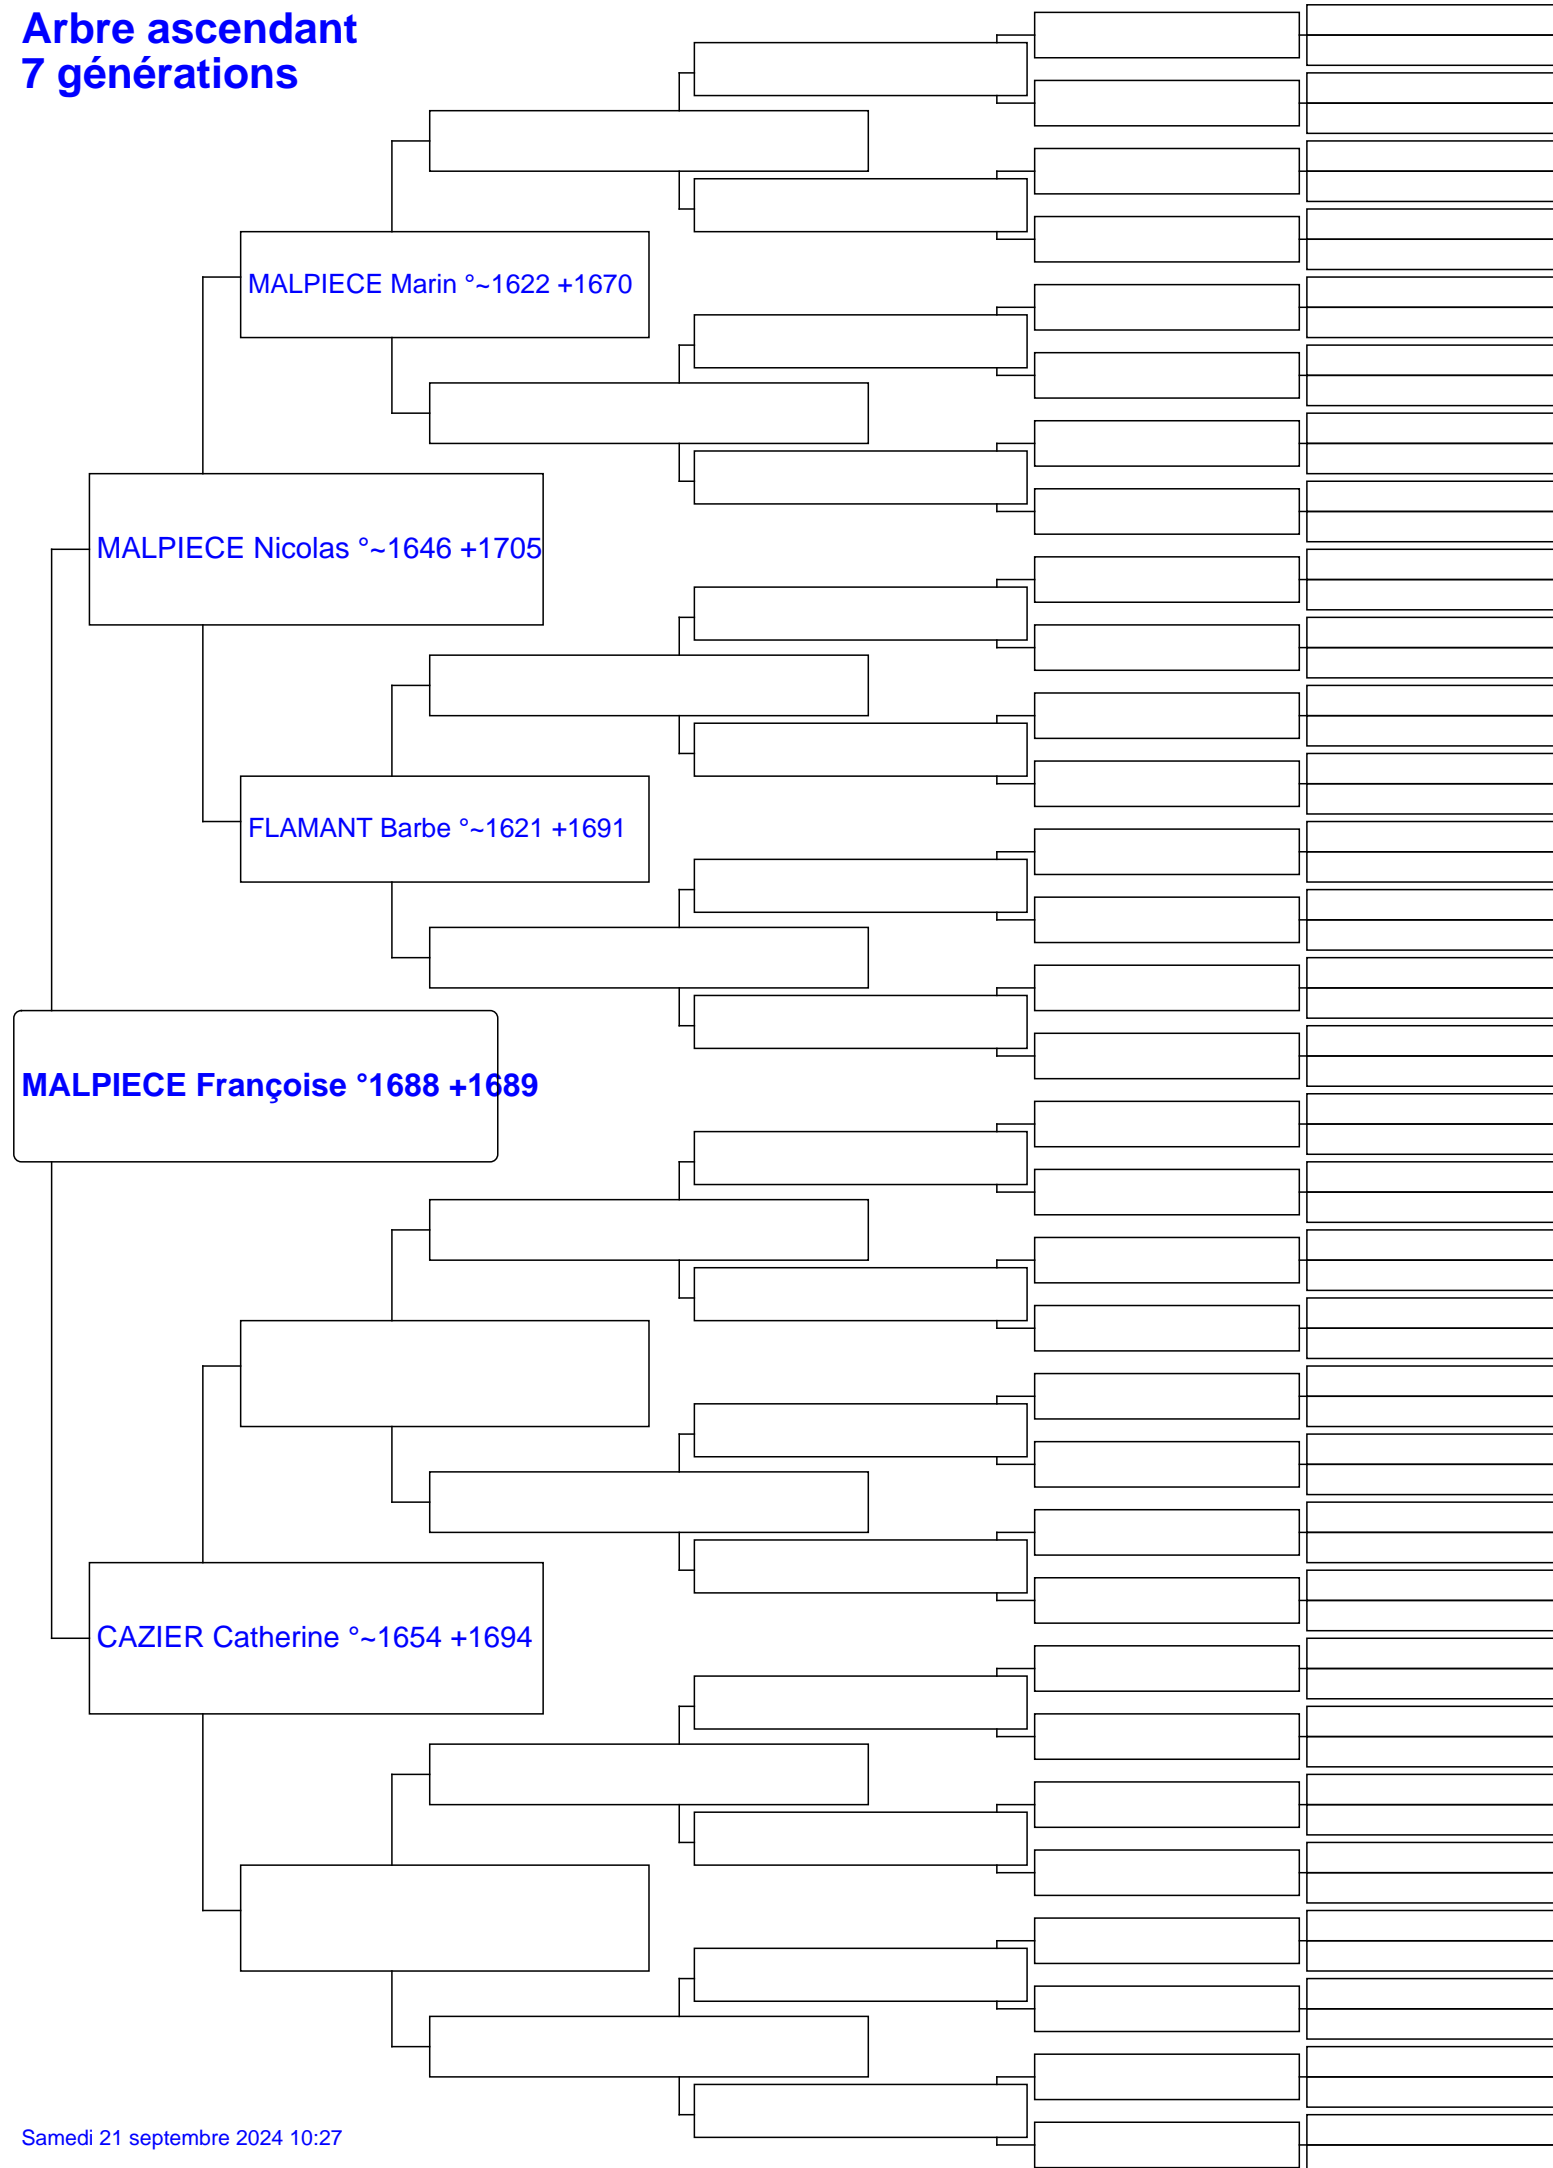 Arbre ascendant
7 générations
MALPIECE Marin °~1622 +1670
MALPIECE Nicolas °~1646 +1705
FLAMANT Barbe °~1621 +1691
MALPIECE Françoise °1688 +1689
CAZIER Catherine °~1654 +1694
Samedi 21 septembre 2024 10:27